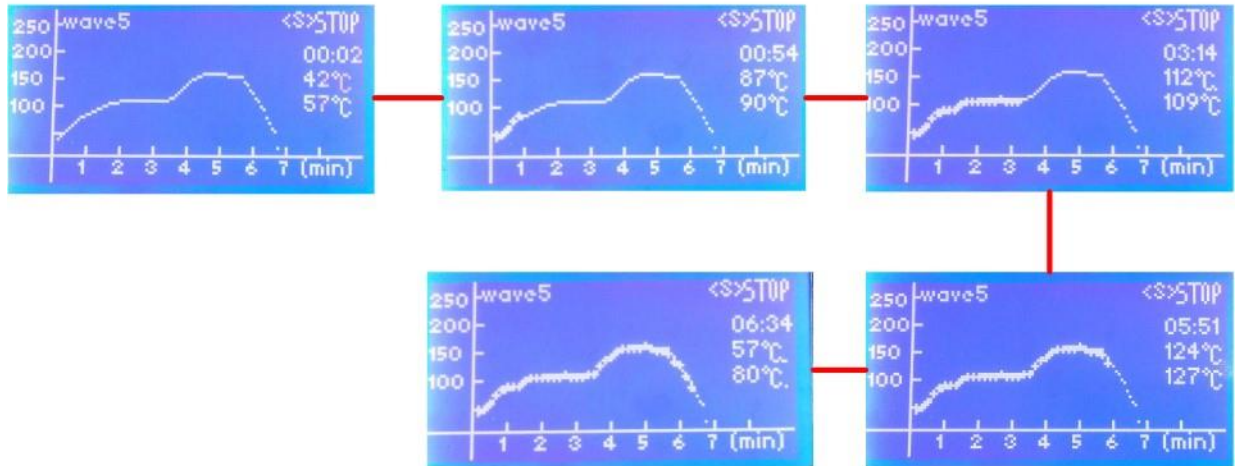 250 wave5 <S>STOP
200 00:02
150 42℃
100 57℃
1 2 3 4 5 6 7 (min)
250 wave5 <S>STOP
200 00:54
150 87℃
100 90℃
1 2 3 4 5 6 7 (min)
250 wave5 <S>STOP
200 03:14
150 112℃
100 109℃
1 2 3 4 5 6 7 (min)
250 wave5 <S>STOP
200 06:34
150 57℃
100 80℃
1 2 3 4 5 6 7 (min)
250 wave5 <S>STOP
200 05:51
150 124℃
100 127℃
1 2 3 4 5 6 7 (min)